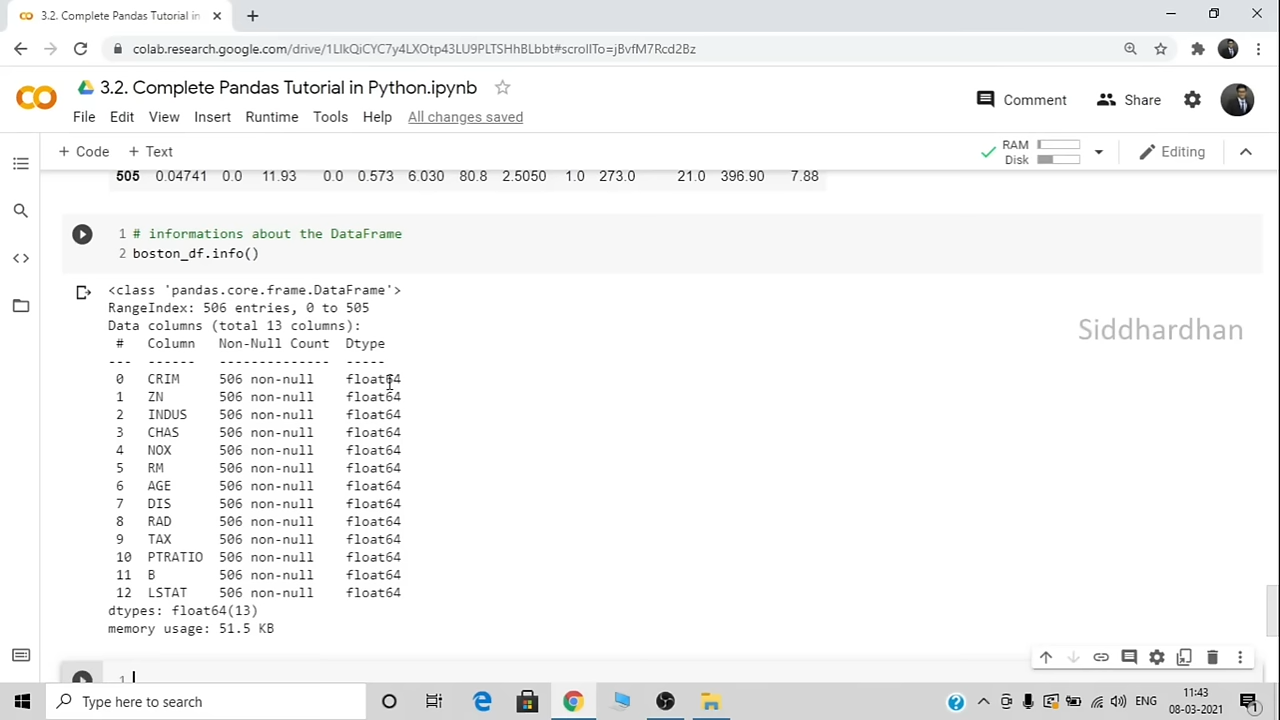 3.2. Complete Pandas Tutorial in
colab.research.google.com/drive/1LlkQiCYC7y4LXOtp43LU9PLTSHhBLbbt#scrollTo=jBvfM7Rcd2Bz
3.2. Complete Pandas Tutorial in Python.ipynb
Comment Share
File Edit View Insert Runtime Tools Help All changes saved
+ Code + Text
RAM
Disk
Editing
505 0.04741 0.0 11.93 0.0 0.573 6.030 80.8 2.5050 1.0 273.0 21.0 396.90 7.88
1 # informations about the DataFrame
2 boston_df.info()
<class 'pandas.core.frame.DataFrame'>
RangeIndex: 506 entries, 0 to 505
Data columns (total 13 columns):
# Column Non-Null Count Dtype
--- ------ -------------- -----
0 CRIM 506 non-null float64
1 ZN 506 non-null float64
2 INDUS 506 non-null float64
3 CHAS 506 non-null float64
4 NOX 506 non-null float64
5 RM 506 non-null float64
6 AGE 506 non-null float64
7 DIS 506 non-null float64
8 RAD 506 non-null float64
9 TAX 506 non-null float64
10 PTRATIO 506 non-null float64
11 B 506 non-null float64
12 LSTAT 506 non-null float64
dtypes: float64(13)
memory usage: 51.5 KB
Siddhardhan
1
Type here to search
ENG
11:43
08-03-2021
1